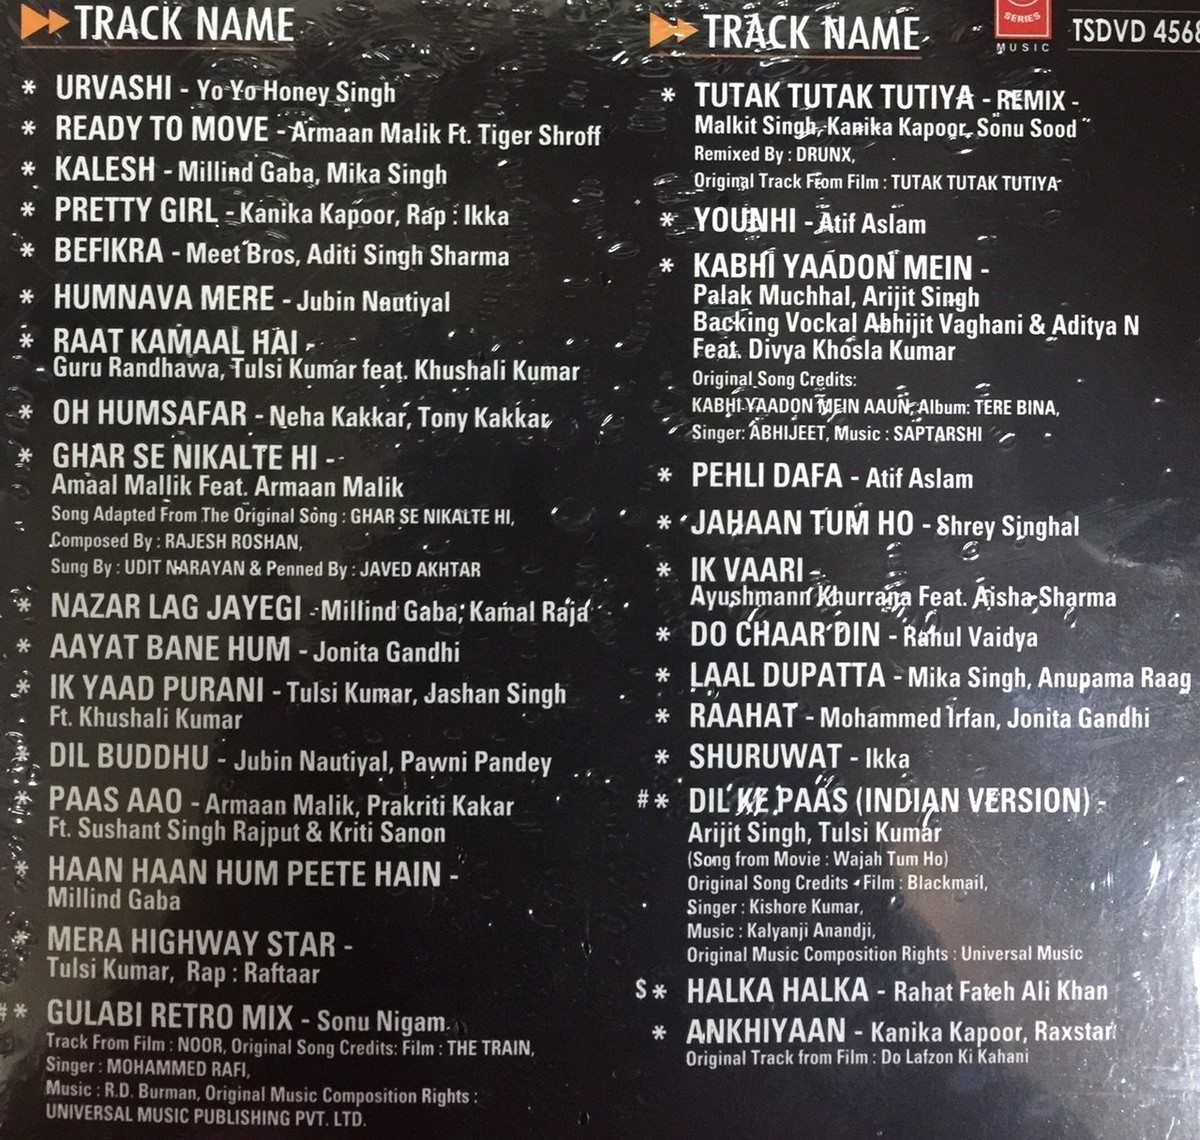 TRACK NAME
* URVASHI - Yo Yo Honey Singh
* READY TO MOVE - Armaan Malik Ft. Tiger Shroff
* KALESH - Millind Gaba, Mika Singh
* PRETTY GIRL - Kanika Kapoor, Rap : Ikka
* BEFIKRA - Meet Bros, Aditi Singh Sharma
* HUMNAVA MERE - Jubin Nautiyal
* RAAT KAMAAL HAI -
Guru Randhawa, Tulsi Kumar feat. Khushali Kumar
* OH HUMSAFAR - Neha Kakkar, Tony Kakkar
* GHAR SE NIKALTE HI -
Amaal Mallik Feat. Armaan Malik
Song Adapted From The Original Song : GHAR SE NIKALTE HI,
Composed By : RAJESH ROSHAN,
Sung By : UDIT NARAYAN & Penned By : JAVED AKHTAR
* NAZAR LAG JAYEGI - Millind Gaba, Kamal Raja
* AAYAT BANE HUM - Jonita Gandhi
* IK YAAD PURANI - Tulsi Kumar, Jashan Singh
Ft. Khushali Kumar
* DIL BUDDHU - Jubin Nautiyal, Pawni Pandey
* PAAS AAO - Armaan Malik, Prakriti Kakar
Ft. Sushant Singh Rajput & Kriti Sanon
* HAAN HAAN HUM PEETE HAIN -
Millind Gaba
* MERA HIGHWAY STAR -
Tulsi Kumar, Rap : Raftaar
# * GULABI RETRO MIX - Sonu Nigam
Track From Film : NOOR, Original Song Credits: Film : THE TRAIN,
Singer : MOHAMMED RAFI,
Music : R.D. Burman, Original Music Composition Rights :
UNIVERSAL MUSIC PUBLISHING PVT. LTD.
TRACK NAME
SERIES
MUSIC
TSDVD 4568
* TUTAK TUTAK TUTIYA - REMIX -
Malkit Singh, Kanika Kapoor, Sonu Sood
Remixed By : DRUNX,
Original Track From Film : TUTAK TUTAK TUTIYA
* YOUNHI - Atif Aslam
* KABHI YAADON MEIN -
Palak Muchhal, Arijit Singh
Backing Vockal Abhijit Vaghani & Aditya N
Feat. Divya Khosla Kumar
Original Song Credits:
KABHI YAADON MEIN AAUN, Album: TERE BINA,
Singer: ABHIJEET, Music : SAPTARSHI
* PEHLI DAFA - Atif Aslam
* JAHAAN TUM HO - Shrey Singhal
* IK VAARI -
Ayushmann Khurrana Feat. Aisha Sharma
* DO CHAAR DIN - Rahul Vaidya
* LAAL DUPATTA - Mika Singh, Anupama Raag
* RAAHAT - Mohammed Irfan, Jonita Gandhi
* SHURUWAT - Ikka
# * DIL KE PAAS (INDIAN VERSION) -
Arijit Singh, Tulsi Kumar
(Song from Movie : Wajah Tum Ho)
Original Song Credits - Film : Blackmail,
Singer : Kishore Kumar,
Music : Kalyanji Anandji,
Original Music Composition Rights : Universal Music
$ * HALKA HALKA - Rahat Fateh Ali Khan
* ANKHIYAAN - Kanika Kapoor, Raxstar
Original Track from Film : Do Lafzon Ki Kahani